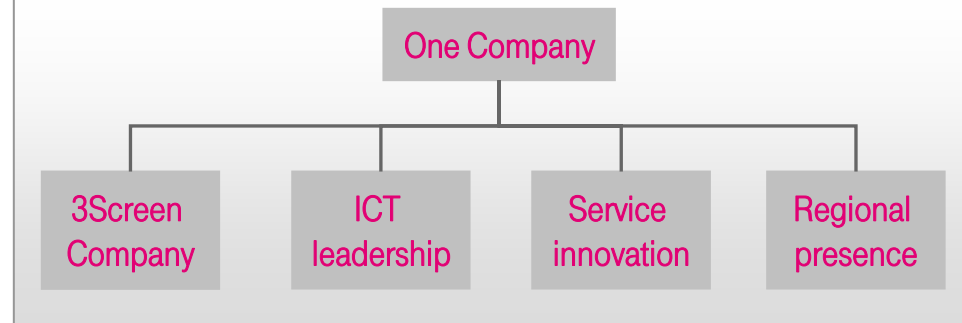 One Company
3Screen
Company
ICT
leadership
Service
innovation
Regional
presence